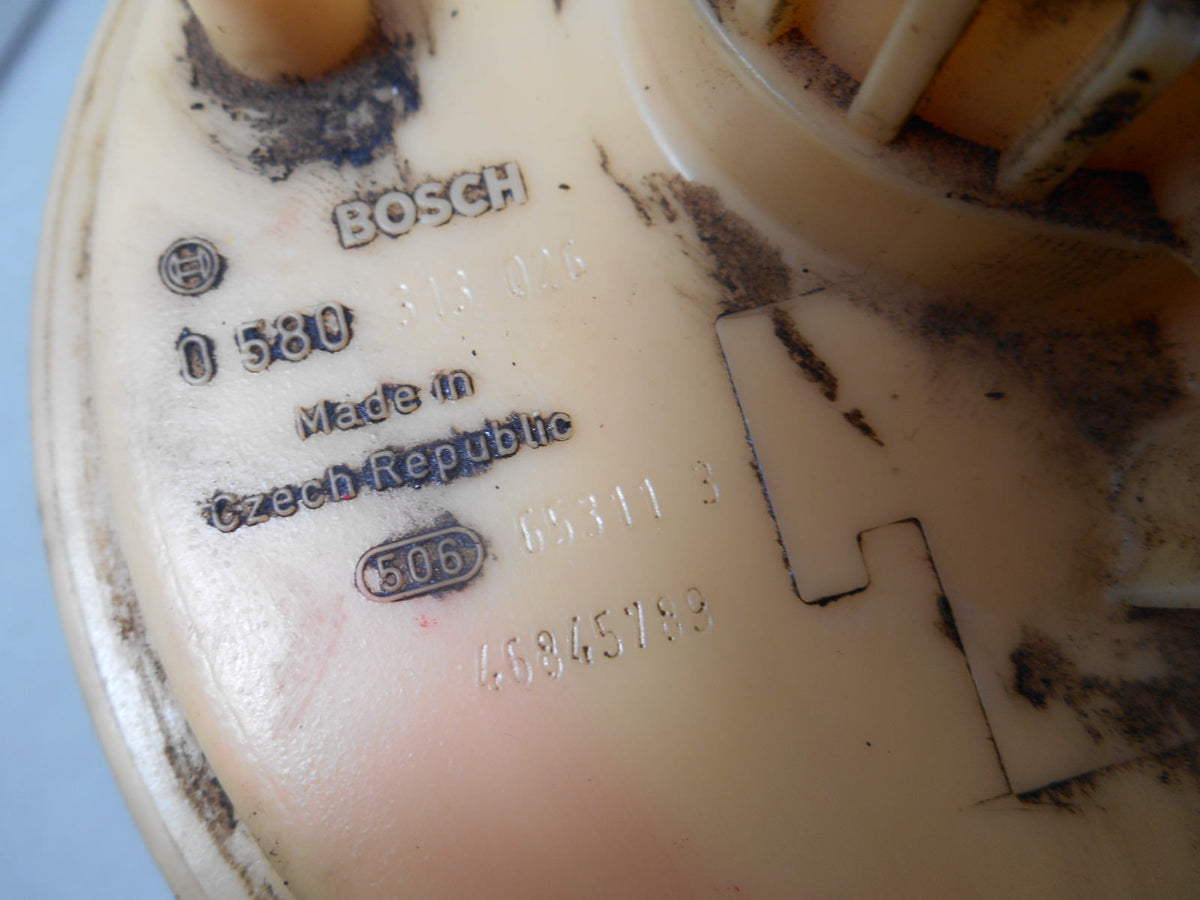 BOSCH
0 580 313 026
Made in
Czech Republic
506 65311 3
46845789